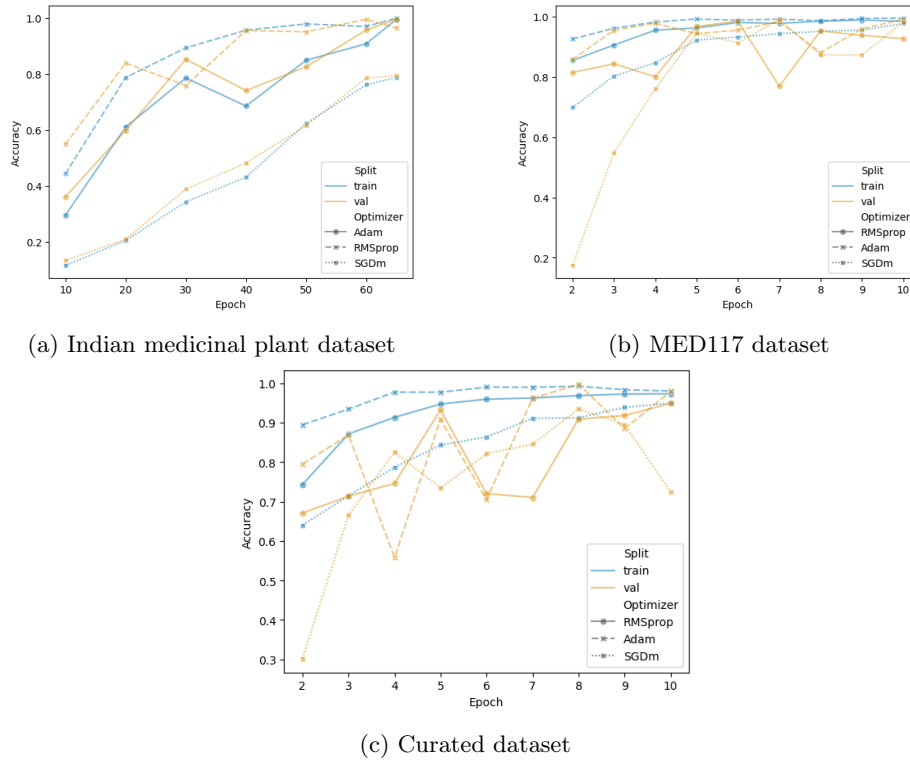 1.0
0.8
0.6
0.4
0.2
Accuracy
10 20 30 40 50 60
Epoch
Split
train
val
Optimizer
Adam
RMSprop
SGDm
(a) Indian medicinal plant dataset
1.0
0.8
0.6
0.4
0.2
Accuracy
2 3 4 5 6 7 8 9 10
Epoch
Split
train
val
Optimizer
RMSprop
Adam
SGDm
(b) MED117 dataset
1.0
0.9
0.8
0.7
0.6
0.5
0.4
0.3
Accuracy
2 3 4 5 6 7 8 9 10
Epoch
Split
train
val
Optimizer
RMSprop
Adam
SGDm
(c) Curated dataset